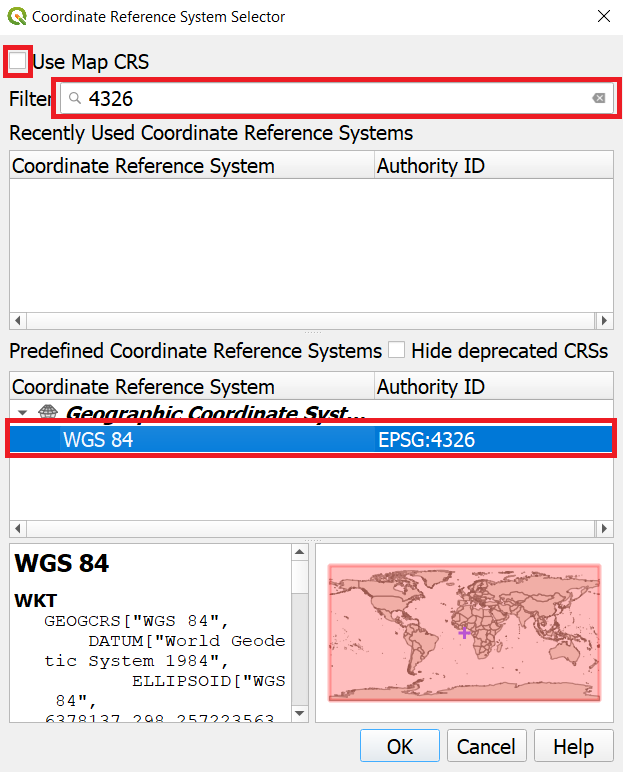 Coordinate Reference System Selector
Use Map CRS
Filter 4326
Recently Used Coordinate Reference Systems
Coordinate Reference System Authority ID
Predefined Coordinate Reference Systems Hide deprecated CRSs
Coordinate Reference System Authority ID
Geographic Coordinate Syst...
WGS 84 EPSG:4326
WGS 84
WKT
GEOGCRS["WGS 84",
DATUM["World Geode
tic System 1984",
ELLIPSOID["WGS
84",
6378137,298.257223563,
OK Cancel Help